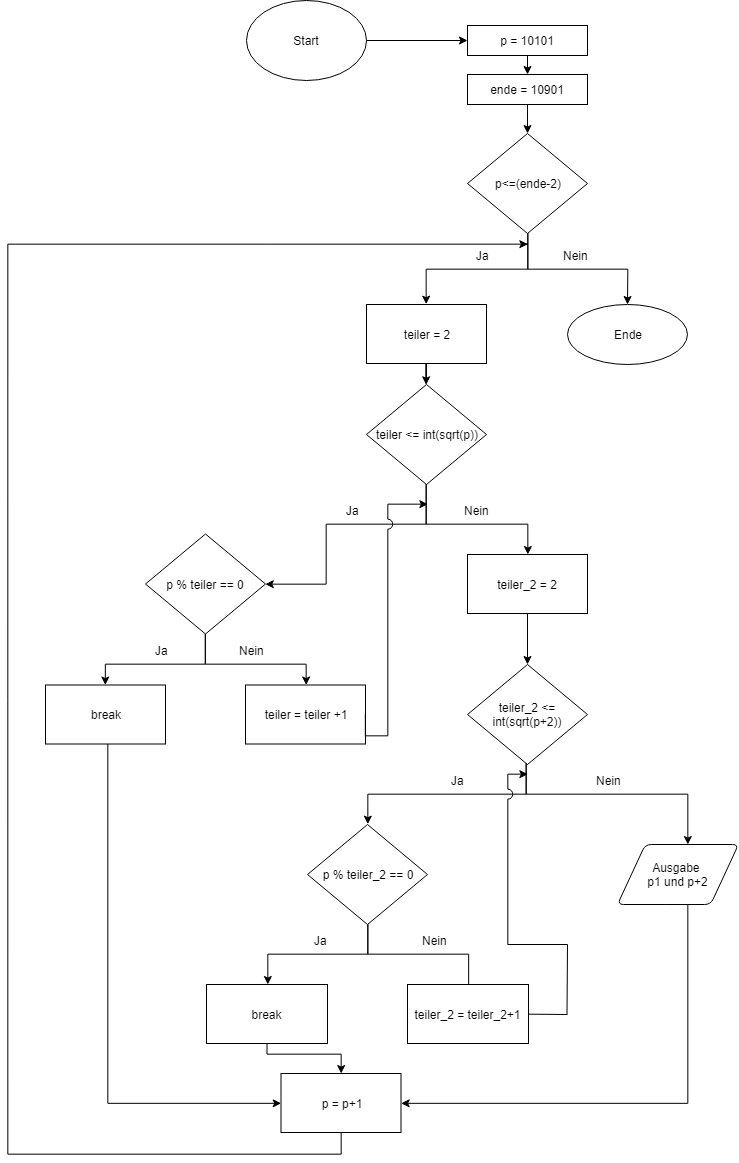 Start
p = 10101
ende = 10901
p<=(ende-2)
Ja
Nein
teiler = 2
Ende
teiler <= int(sqrt(p))
Ja
Nein
p % teiler == 0
teiler_2 = 2
Ja
Nein
break
teiler = teiler +1
teiler_2 <=
int(sqrt(p+2))
Ja
Nein
p % teiler_2 == 0
Ausgabe
p1 und p+2
Ja
Nein
break
teiler_2 = teiler_2+1
p = p+1